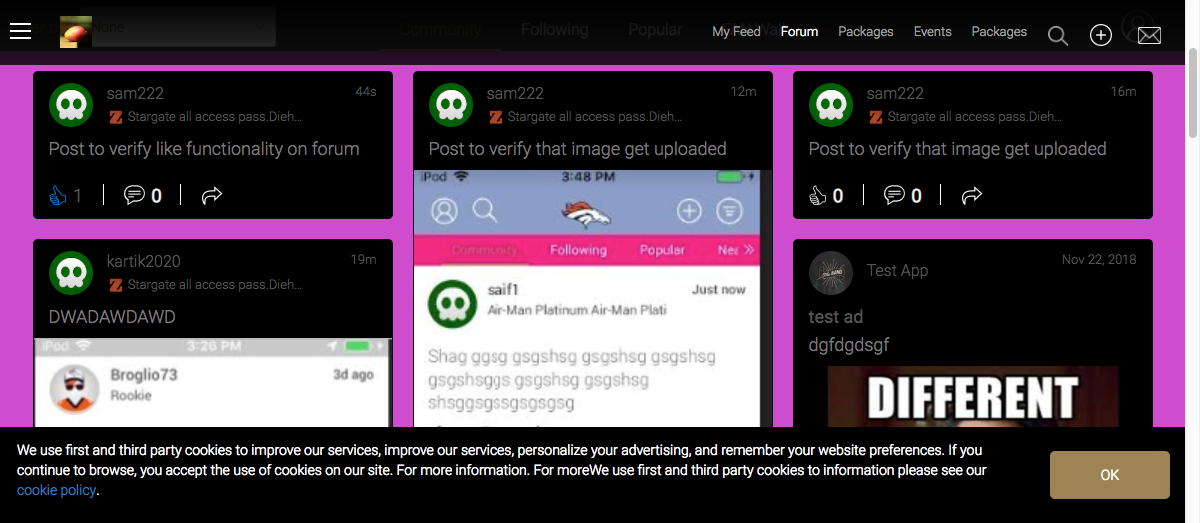 None
Community Following Popular
My Feed Forum Packages Events Packages
sam222 44s
Stargate all access pass.Dieh...
Post to verify like functionality on forum
1 0
sam222 12m
Stargate all access pass.Dieh...
Post to verify that image get uploaded
iPod 3:48 PM
Community Following Popular Nea
saif1 Just now
Air-Man Platinum Air-Man Plati
Shag ggsg gsgshsg gsgshsg gsgshsg
gsgshsggs gsgshsg gsgshsg
shsggsgssgsgsgsg
sam222 16m
Stargate all access pass.Dieh...
Post to verify that image get uploaded
0 0
kartik2020 19m
Stargate all access pass.Dieh...
DWADAWDAWD
iPod 3:26 PM
Broglio73 3d ago
Rookie
Test App Nov 22, 2018
test ad
dgfdgdsgf
DIFFERENT
We use first and third party cookies to improve our services, improve our services, personalize your advertising, and remember your website preferences. If you
continue to browse, you accept the use of cookies on our site. For more information. For moreWe use first and third party cookies to information please see our
cookie policy.
OK